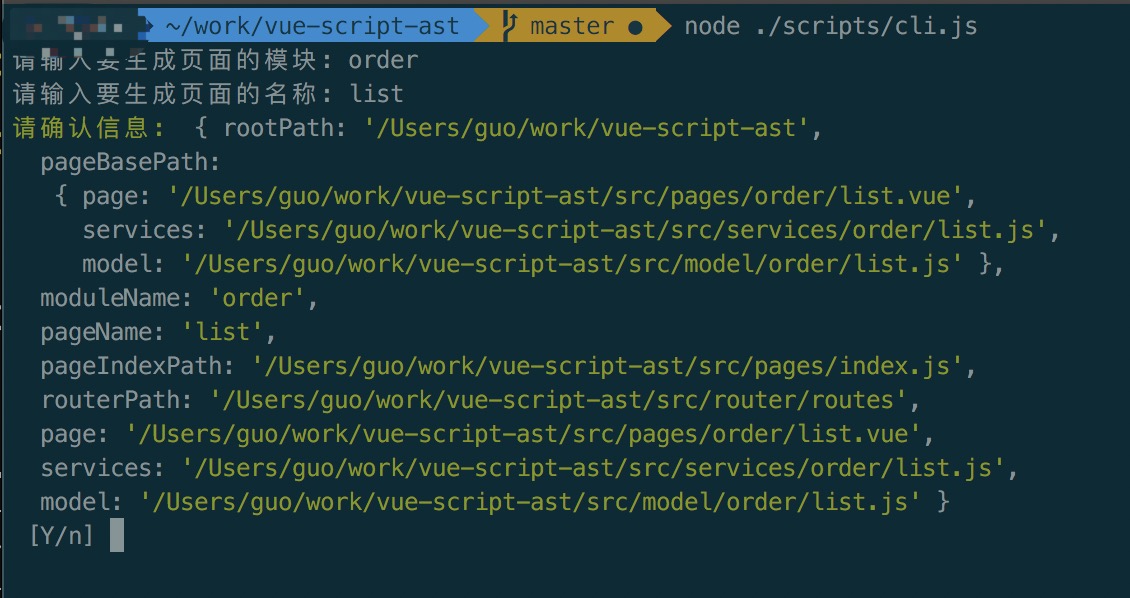 ~/work/vue-script-ast master ● node ./scripts/cli.js
请输入要生成页面的模块: order
请输入要生成页面的名称: list
请确认信息: { rootPath: '/Users/guo/work/vue-script-ast',
pageBasePath:
{ page: '/Users/guo/work/vue-script-ast/src/pages/order/list.vue',
services: '/Users/guo/work/vue-script-ast/src/services/order/list.js',
model: '/Users/guo/work/vue-script-ast/src/model/order/list.js' },
moduleName: 'order',
pageName: 'list',
pageIndexPath: '/Users/guo/work/vue-script-ast/src/pages/index.js',
routerPath: '/Users/guo/work/vue-script-ast/src/router/routes',
page: '/Users/guo/work/vue-script-ast/src/pages/order/list.vue',
services: '/Users/guo/work/vue-script-ast/src/services/order/list.js',
model: '/Users/guo/work/vue-script-ast/src/model/order/list.js' }
[Y/n]